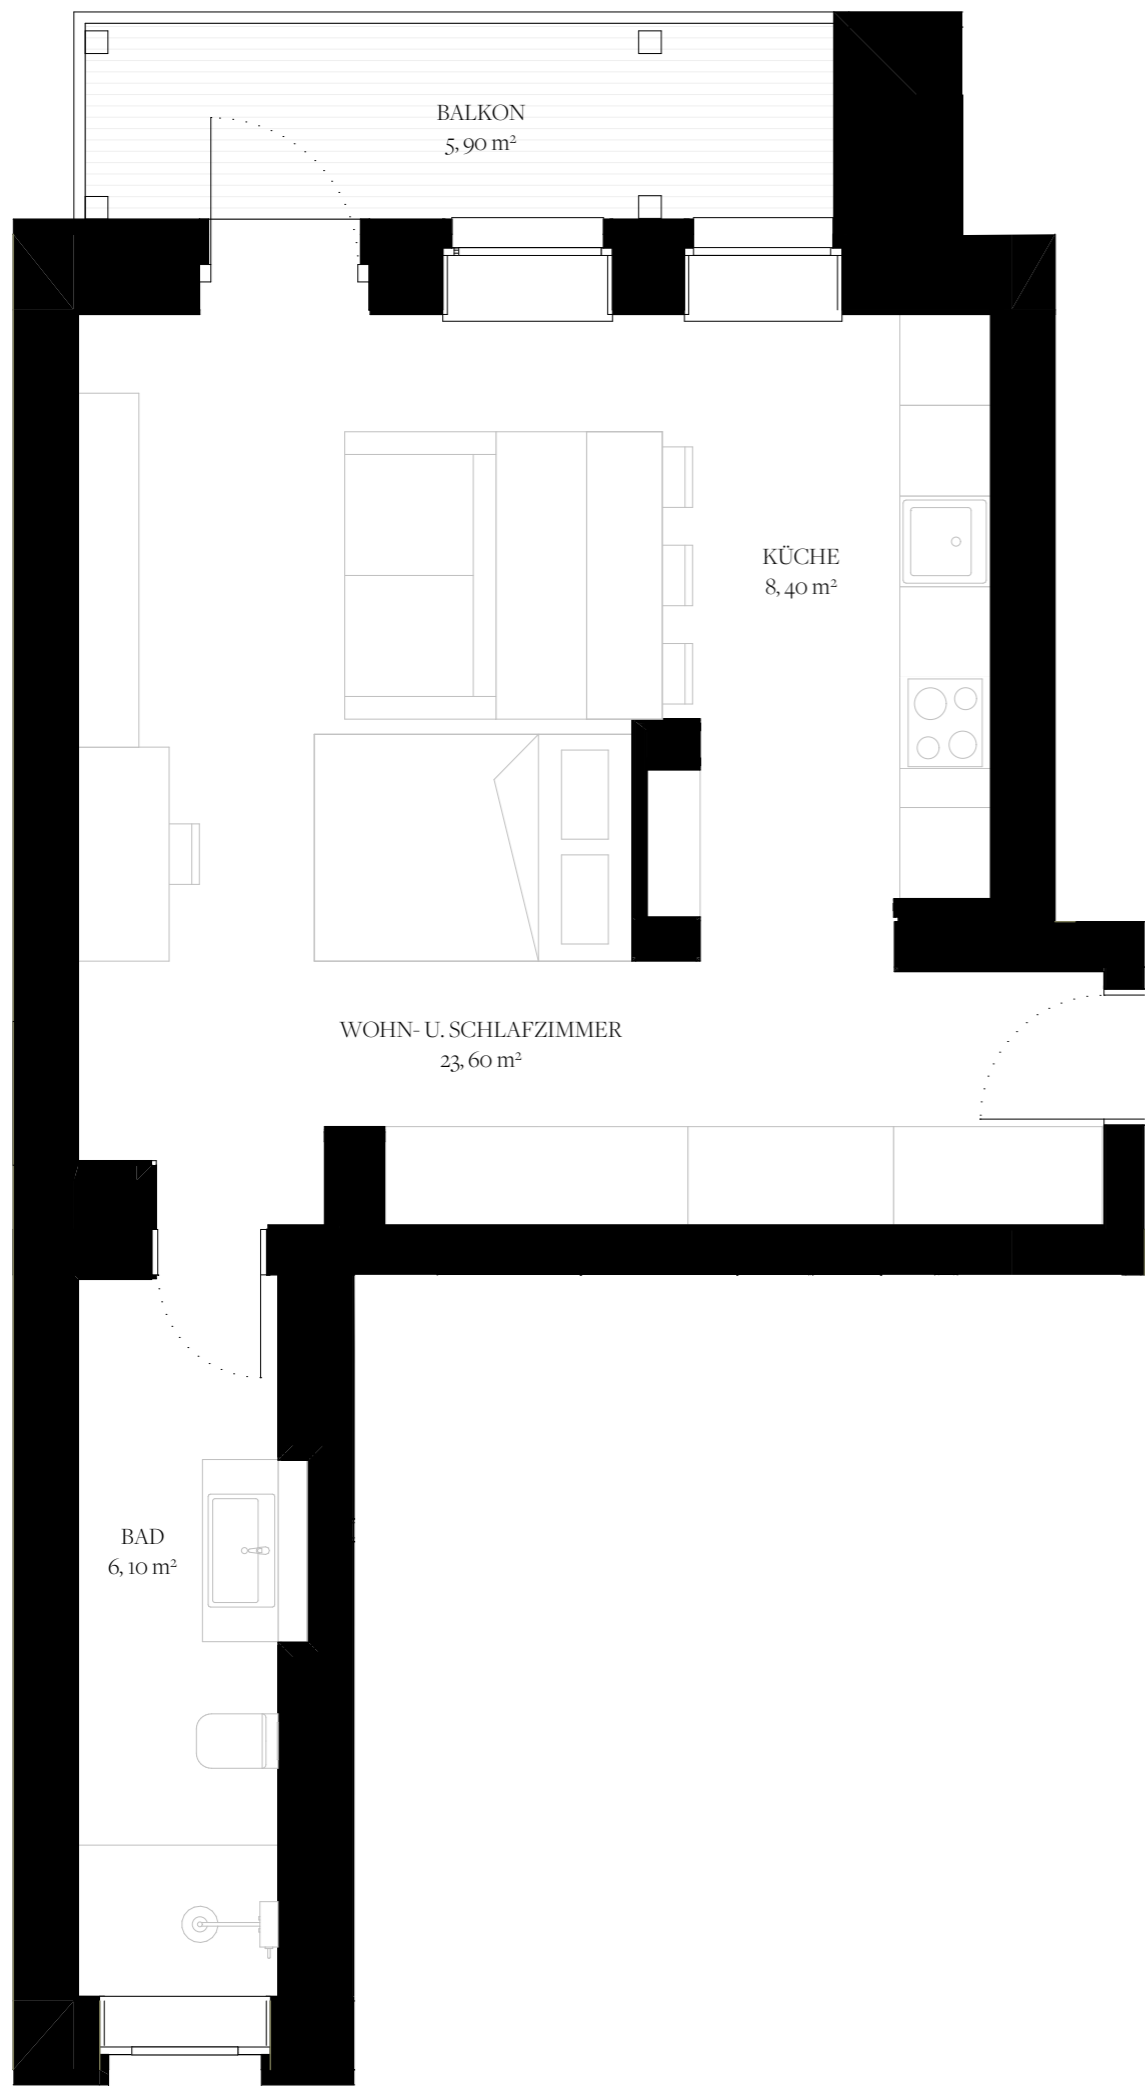 BALKON
5, 90 m²
KÜCHE
8, 40 m²
WOHN- U. SCHLAFZIMMER
23, 60 m²
BAD
6, 10 m²